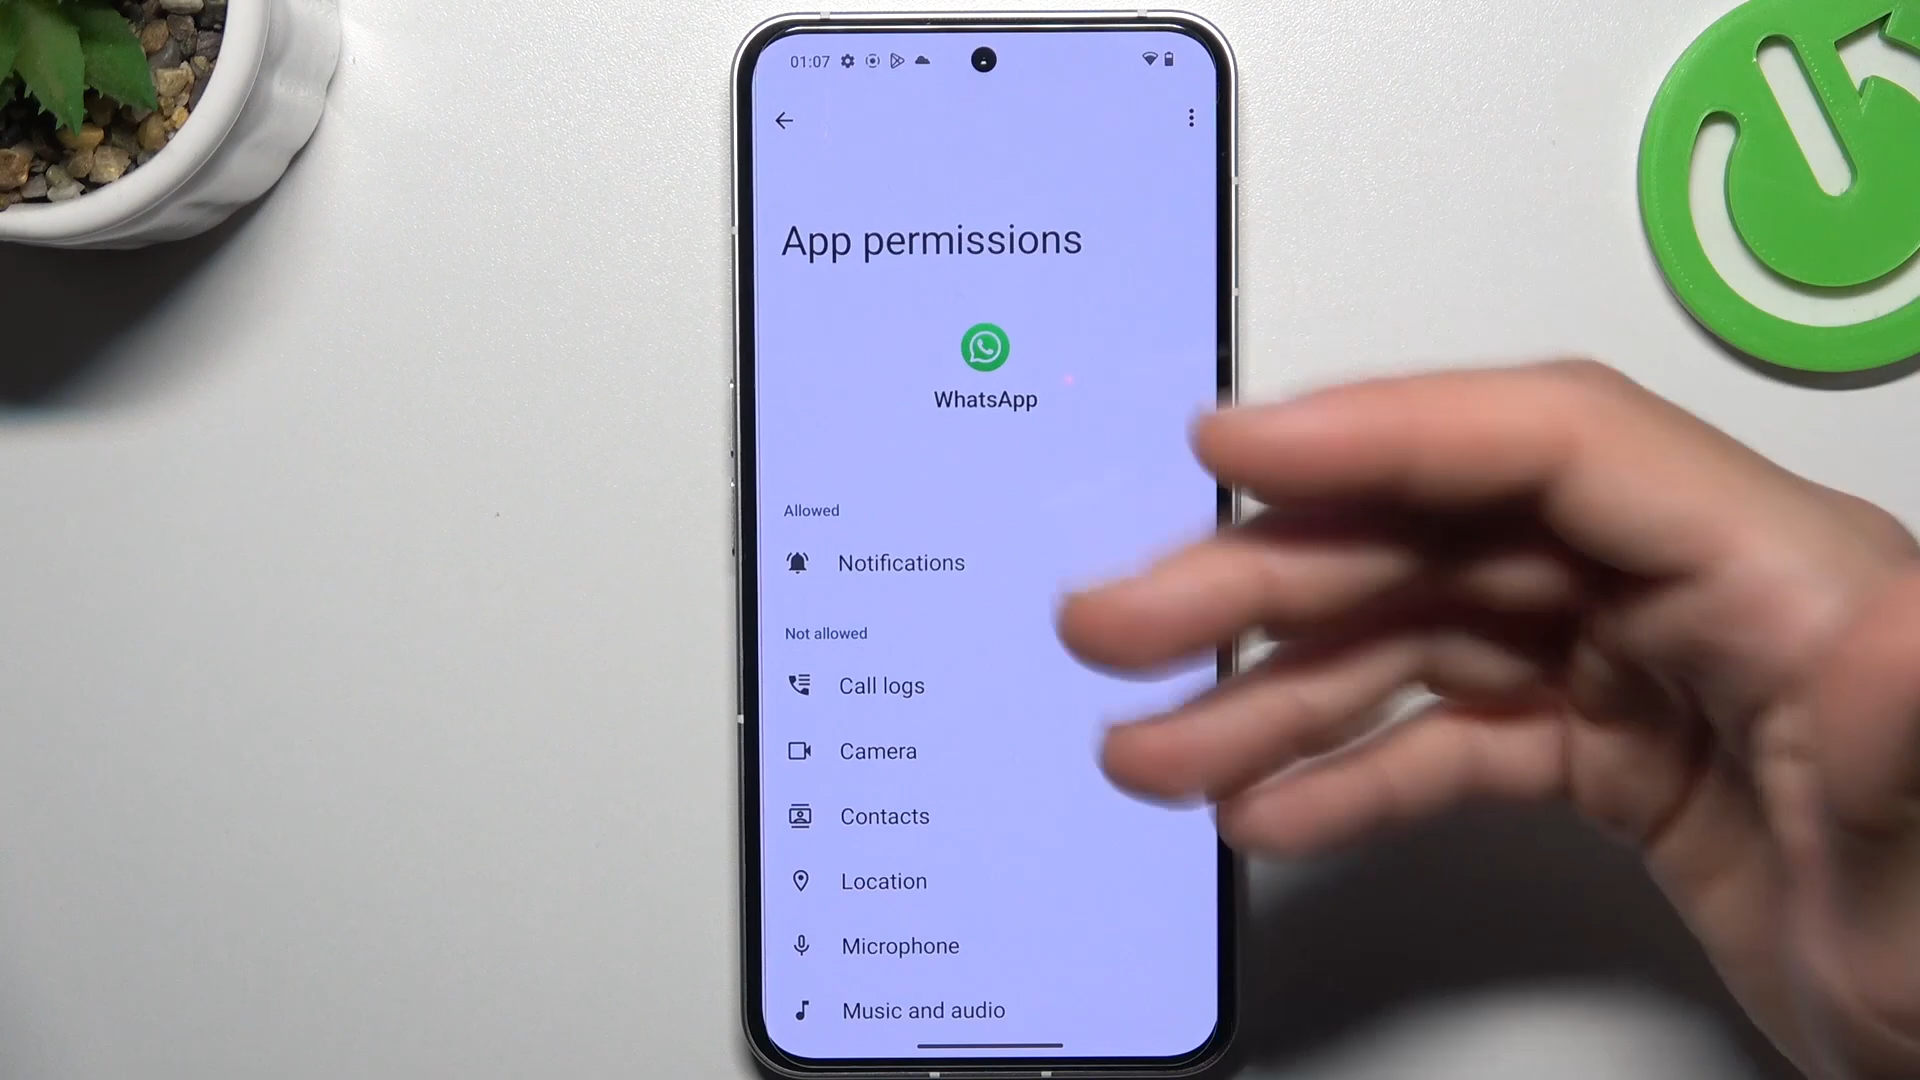 01:07
App permissions
WhatsApp
Allowed
Notifications
Not allowed
Call logs
Camera
Contacts
Location
Microphone
Music and audio